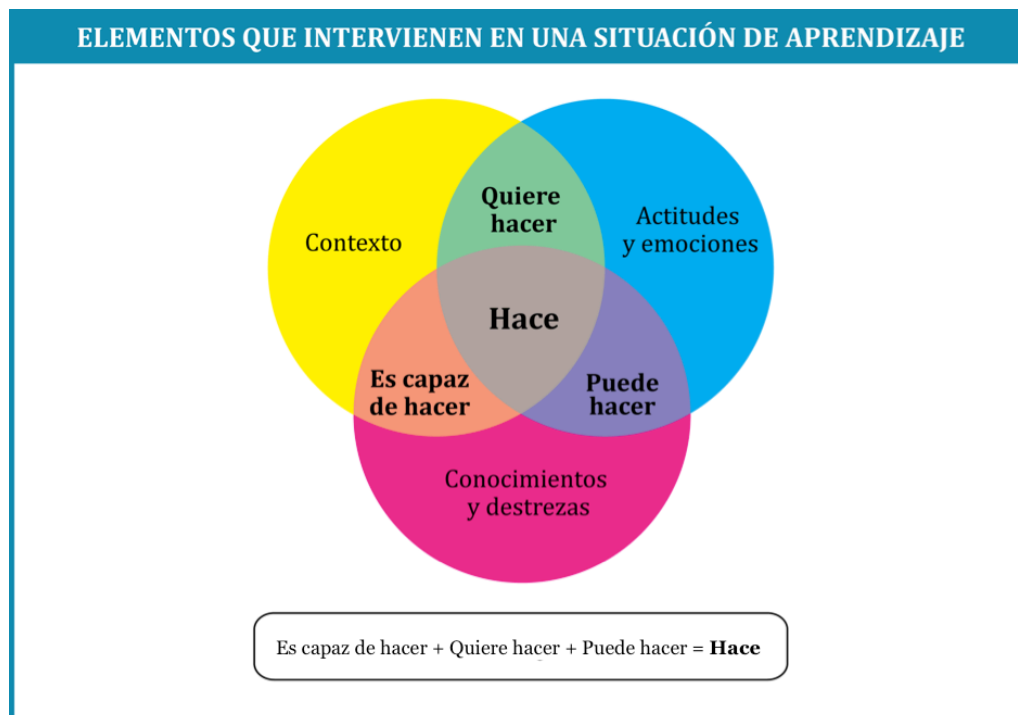 ELEMENTOS QUE INTERVIENEN EN UNA SITUACIÓN DE APRENDIZAJE
Quiere
hacer
Actitudes
y emociones
Contexto
Hace
Es capaz
de hacer
Puede
hacer
Conocimientos
y destrezas
Es capaz de hacer + Quiere hacer + Puede hacer = Hace